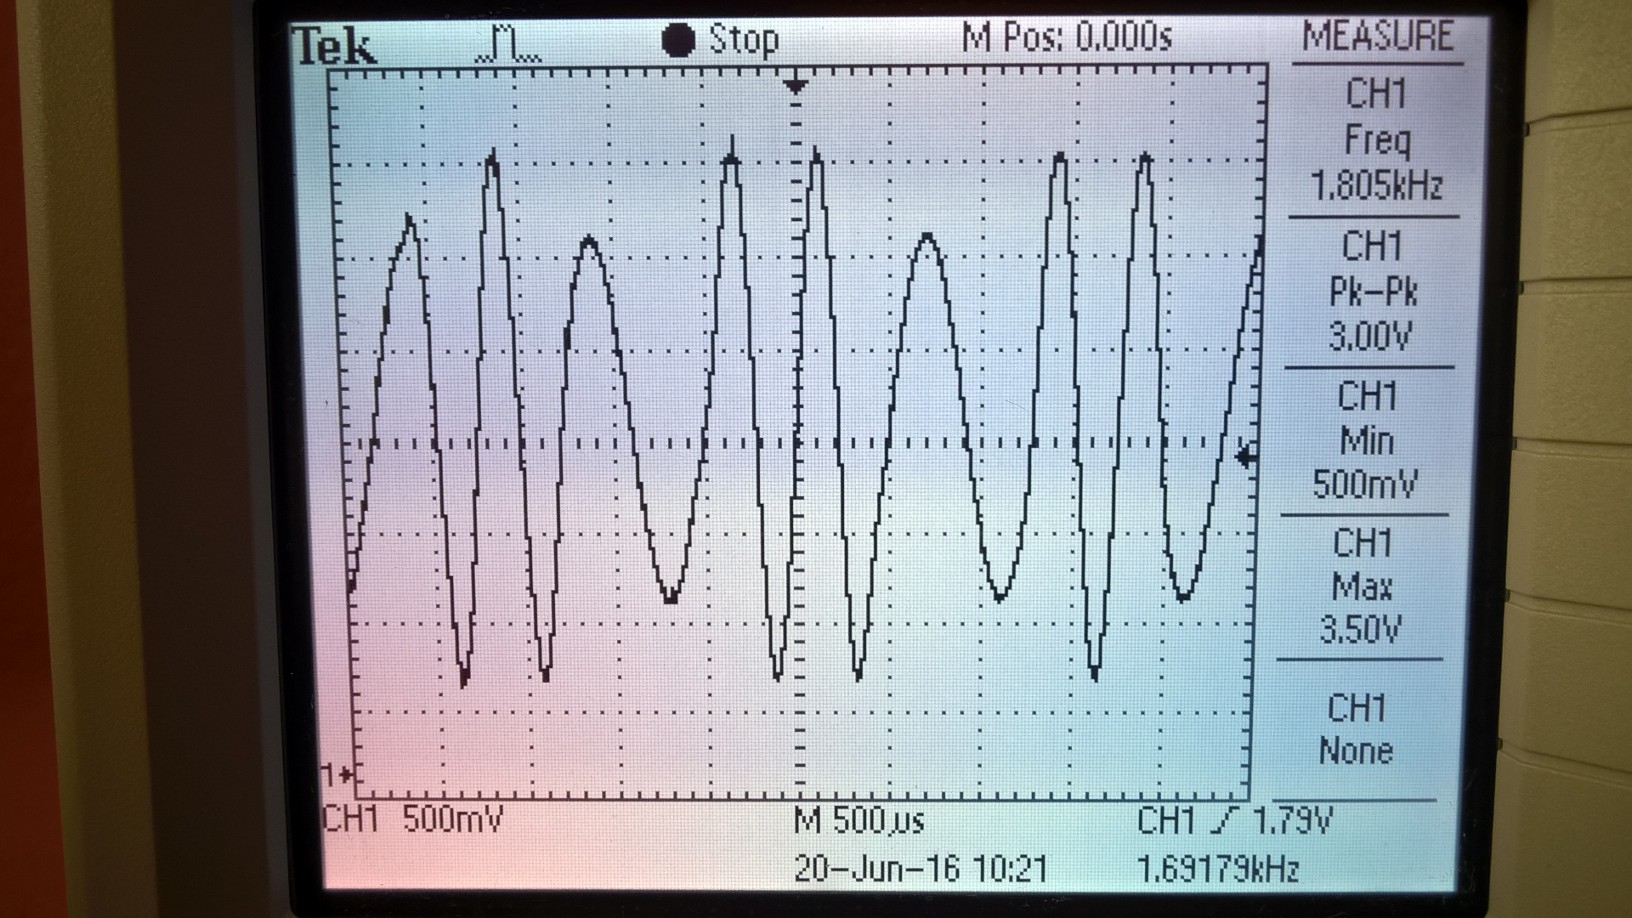 Tek Stop M Pos: 0.000s MEASURE
CH1
Freq
1.805kHz
CH1
Pk-Pk
3.00V
CH1
Min
500mV
CH1
Max
3.50V
CH1
None
1
CH1 500mV M 500µs CH1 1.79V
20-Jun-16 10:21 1.69179kHz